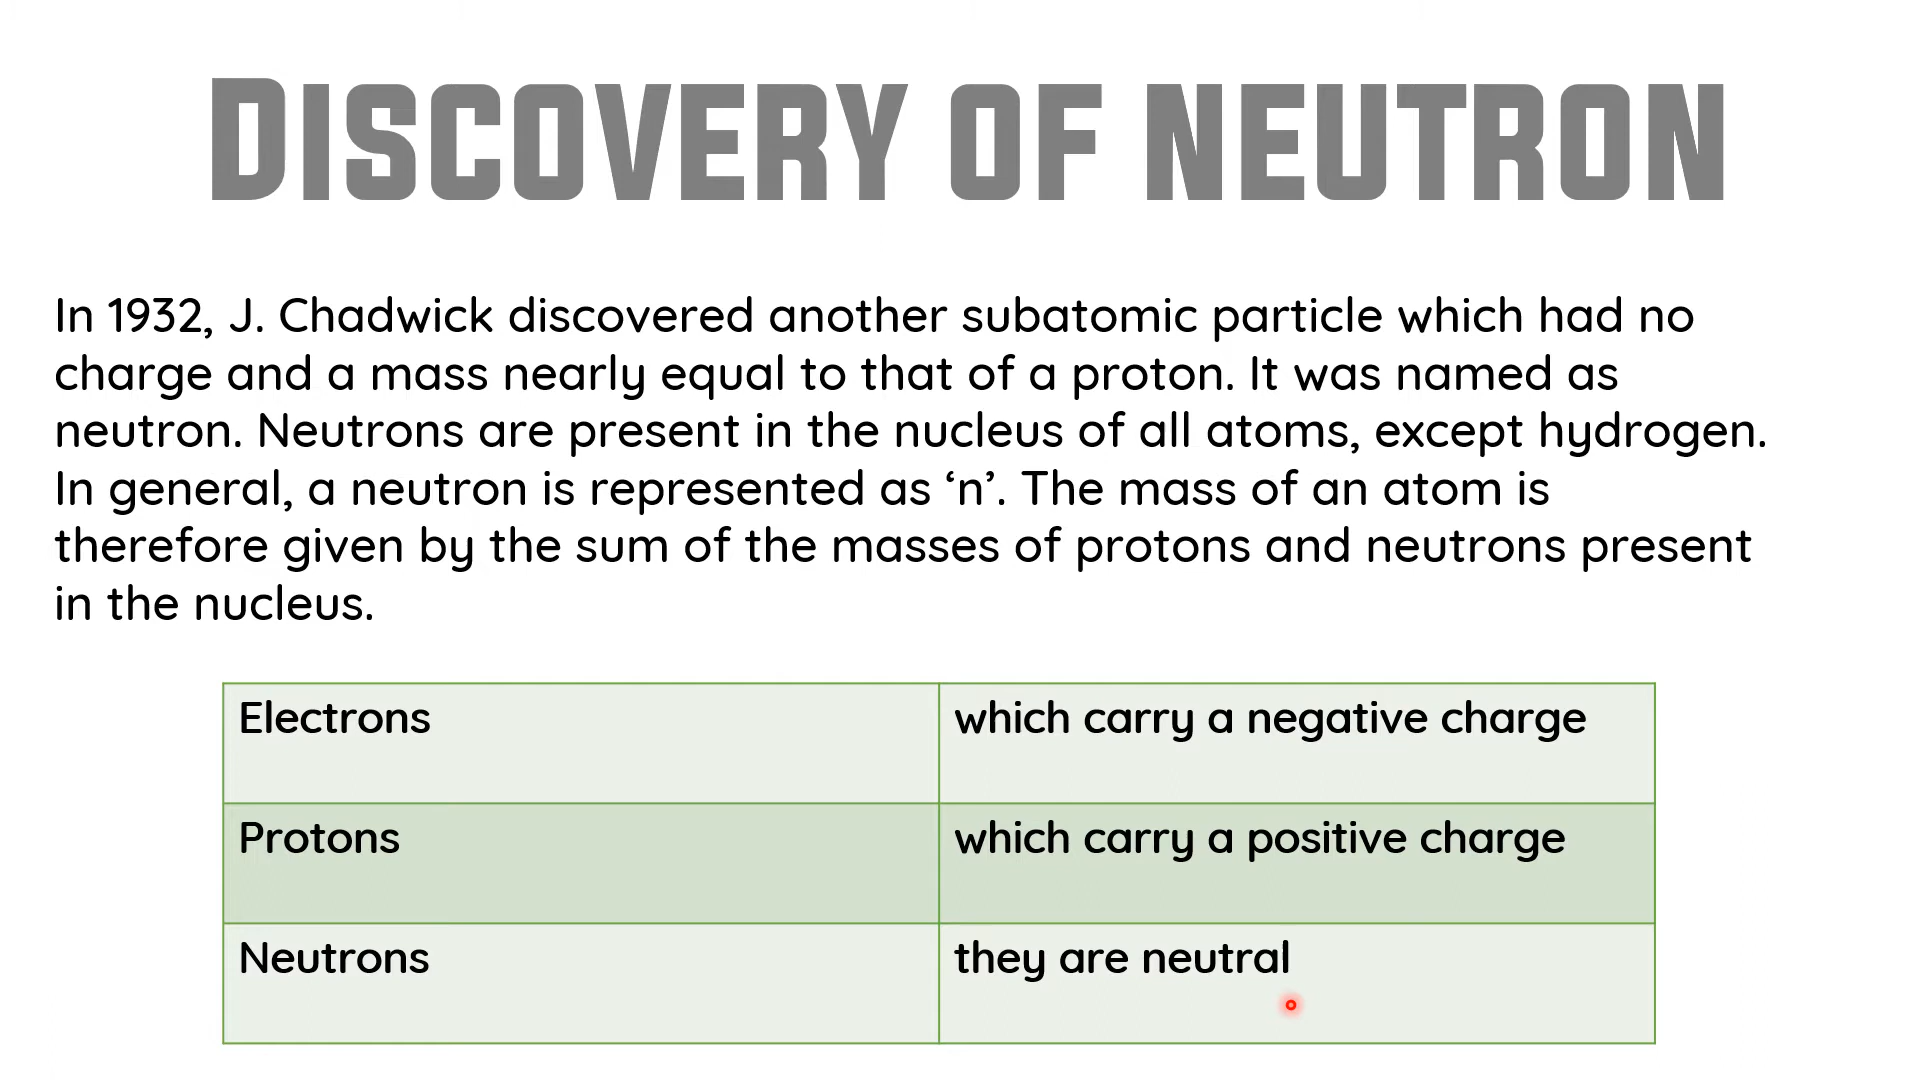 DISCOVERY OF NEUTRON
In 1932, J. Chadwick discovered another subatomic particle which had no
charge and a mass nearly equal to that of a proton. It was named as
neutron. Neutrons are present in the nucleus of all atoms, except hydrogen.
In general, a neutron is represented as ‘n’. The mass of an atom is
therefore given by the sum of the masses of protons and neutrons present
in the nucleus.
Electrons which carry a negative charge
Protons which carry a positive charge
Neutrons they are neutral